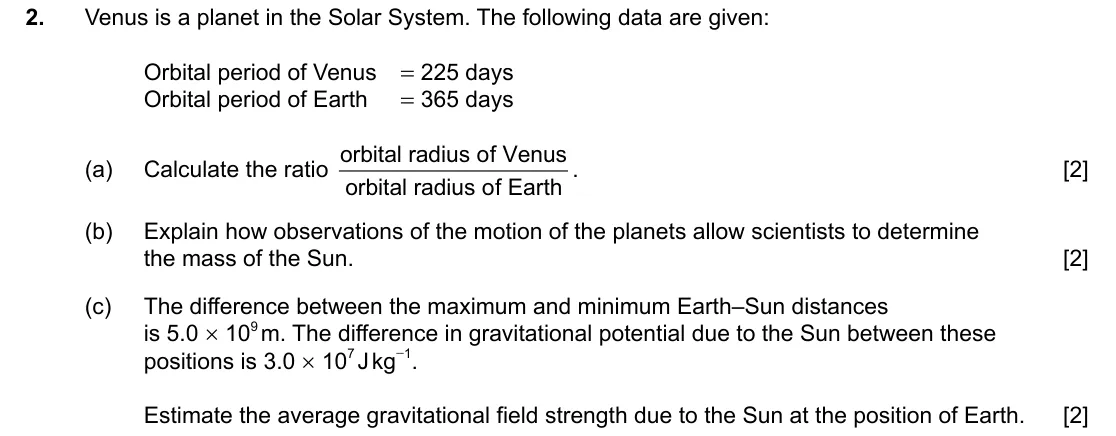 2. Venus is a planet in the Solar System. The following data are given:
Orbital period of Venus = 225 days
Orbital period of Earth = 365 days
(a) Calculate the ratio orbital radius of Venus / orbital radius of Earth . [2]
(b) Explain how observations of the motion of the planets allow scientists to determine
the mass of the Sun. [2]
(c) The difference between the maximum and minimum Earth–Sun distances
is 5.0 × 10⁹ m. The difference in gravitational potential due to the Sun between these
positions is 3.0 × 10⁷ J kg⁻¹.
Estimate the average gravitational field strength due to the Sun at the position of Earth. [2]